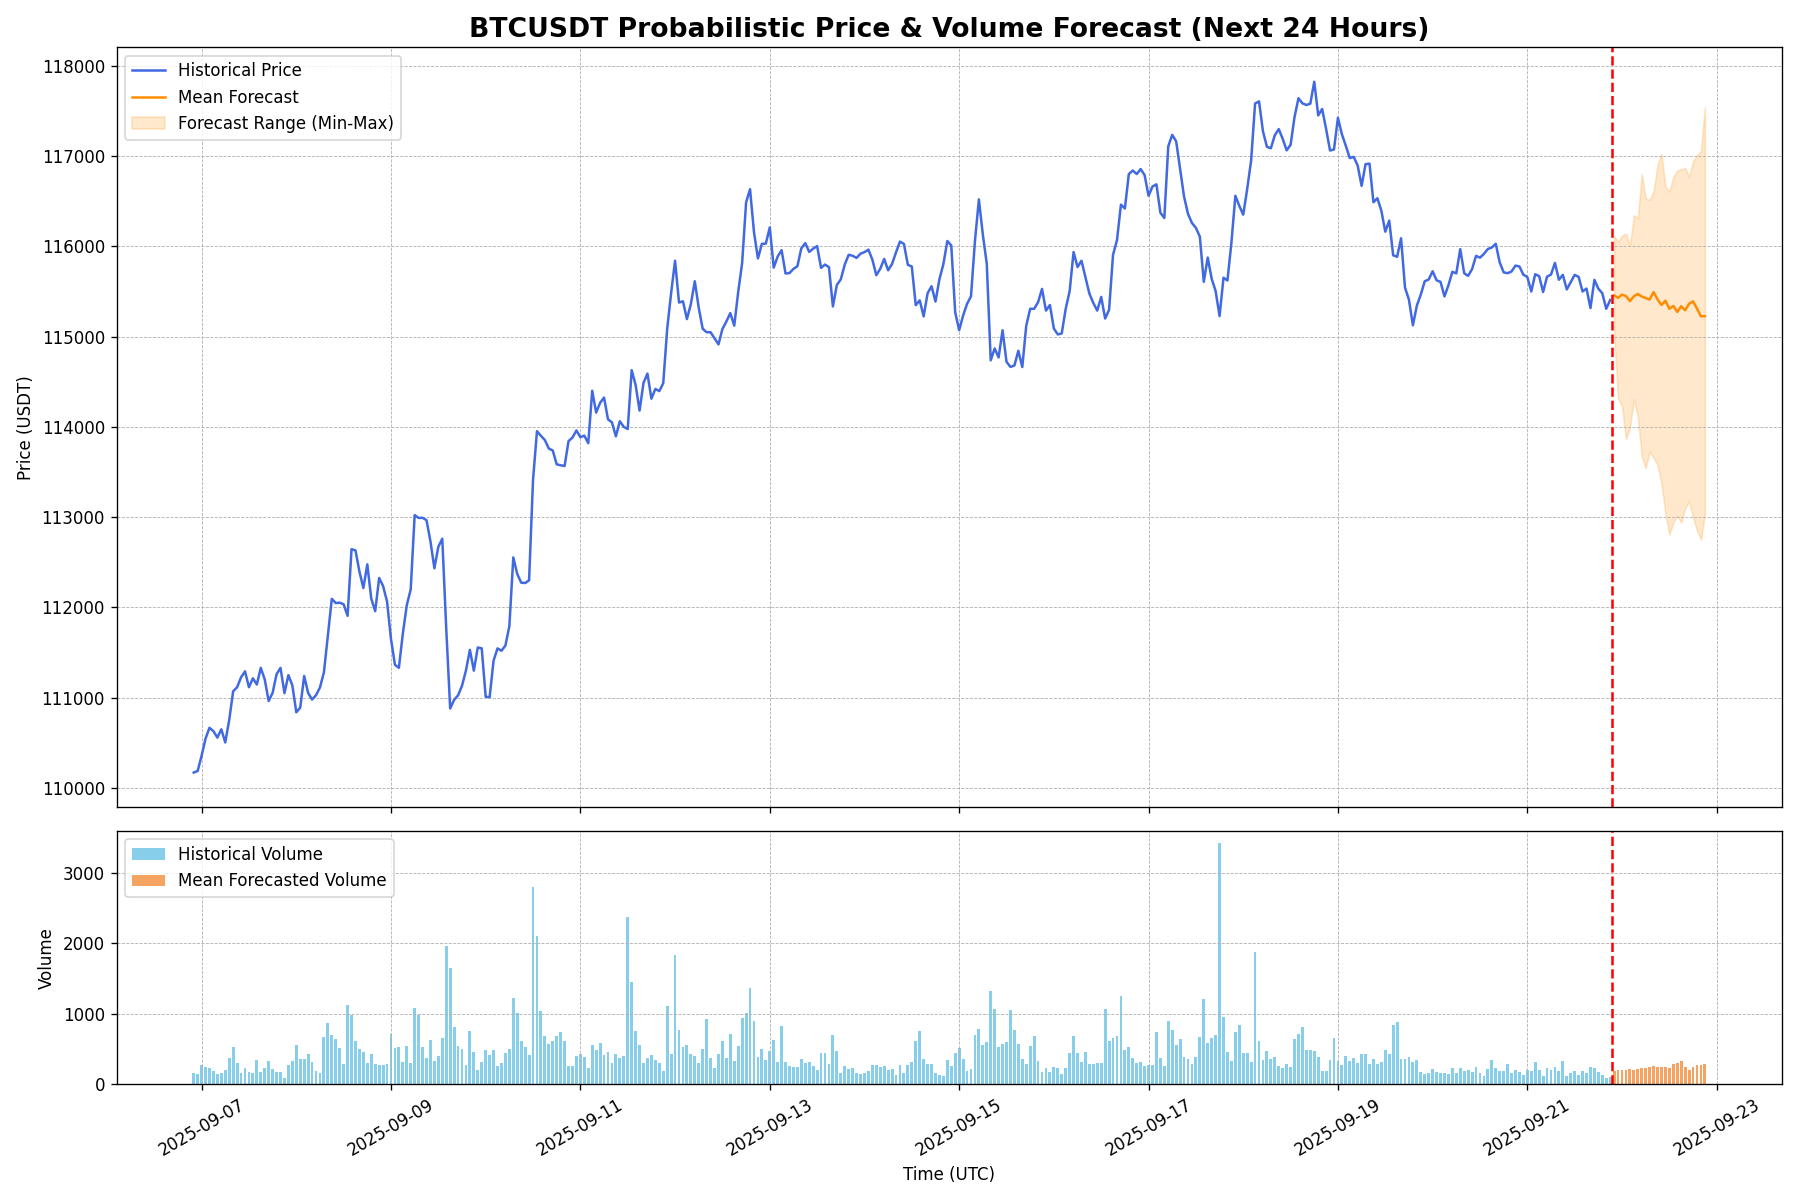 BTCUSDT Probabilistic Price & Volume Forecast (Next 24 Hours)
Historical Price
Mean Forecast
Forecast Range (Min-Max)
118000
117000
116000
115000
114000
113000
112000
111000
110000
Price (USDT)
Historical Volume
Mean Forecasted Volume
3000
2000
1000
0
Volume
2025-09-07
2025-09-09
2025-09-11
2025-09-13
2025-09-15
2025-09-17
2025-09-19
2025-09-21
2025-09-23
Time (UTC)